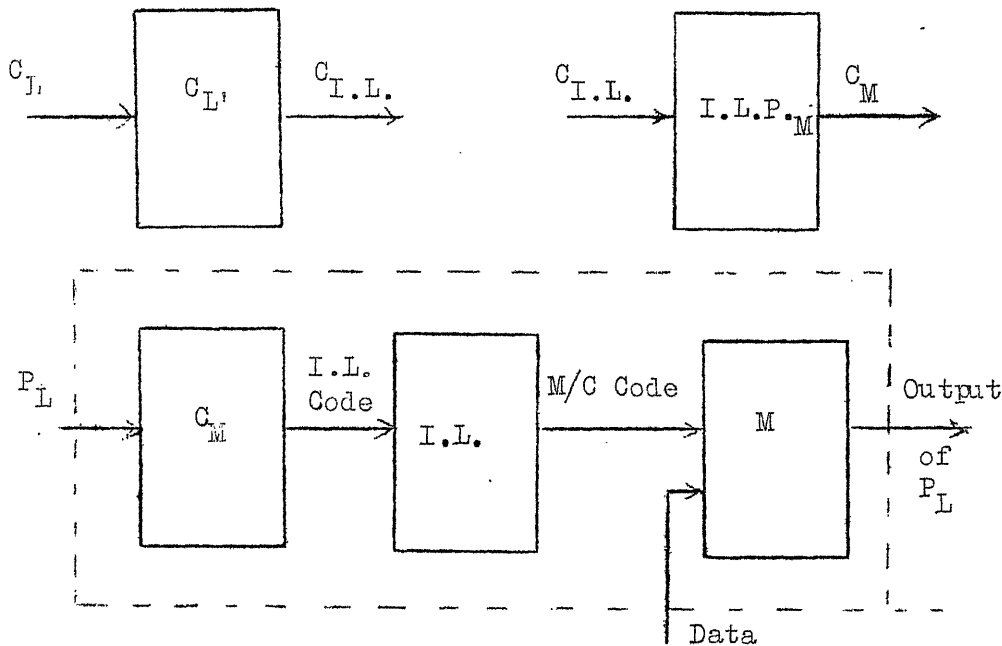 C_L
C_L'
C_I.L.
C_I.L.
I.L.P._M
C_M
P_L
C_M
I.L.
Code
I.L.
M/C Code
M
Output
of
P_L
Data